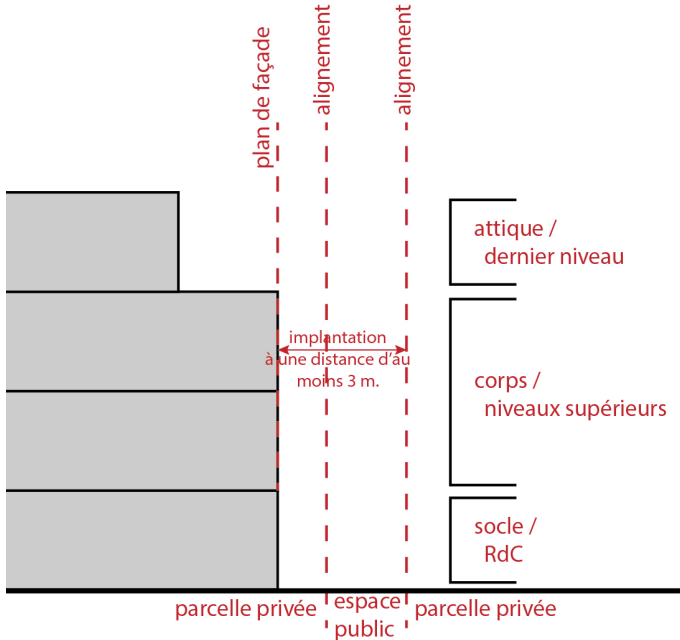 plan de façade
alignement
alignement
attique /
dernier niveau
implantation
à une distance d'au
moins 3 m.
corps /
niveaux supérieurs
socle /
RdC
parcelle privée
espace
public
parcelle privée